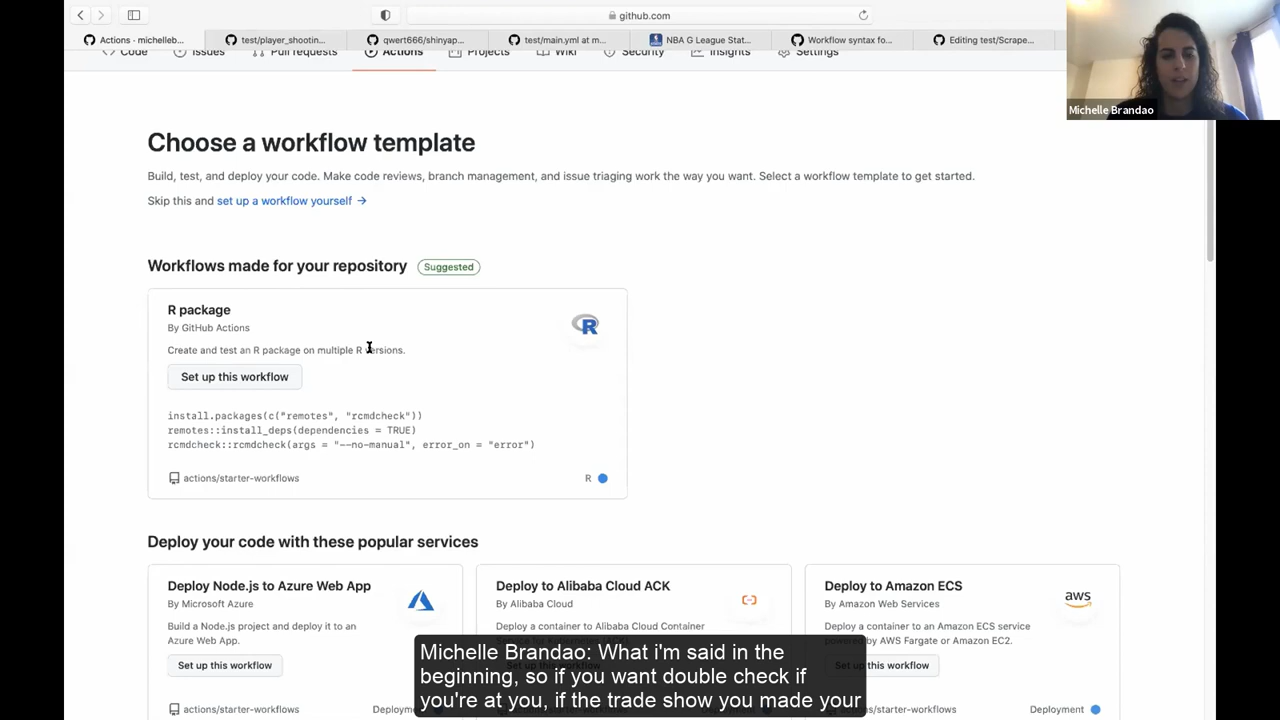 github.com
Actions - michelleb...
test/player_shootin...
qwert666/shinyap...
test/main.yml at m...
NBA G League Stat...
Workflow syntax fo...
Editing test/Scrape...
Code
Issues
Pull requests
Actions
Projects
Wiki
Security
Insights
Settings
Michelle Brandao
Choose a workflow template
Build, test, and deploy your code. Make code reviews, branch management, and issue triaging work the way you want. Select a workflow template to get started.
Skip this and set up a workflow yourself →
Workflows made for your repository Suggested
R package
By GitHub Actions
Create and test an R package on multiple R versions.
Set up this workflow
install.packages(c("remotes", "rcmdcheck"))
remotes::install_deps(dependencies = TRUE)
rcmdcheck::rcmdcheck(args = "--no-manual", error_on = "error")
actions/starter-workflows
R
Deploy your code with these popular services
Deploy Node.js to Azure Web App
By Microsoft Azure
Build a Node.js project and deploy it to an
Azure Web App.
Set up this workflow
actions/starter-workflows
Deploy to Alibaba Cloud ACK
By Alibaba Cloud
Deploy a container to Alibaba Cloud Container
Deploy to Amazon ECS
By Amazon Web Services
aws
Deploy a container to an Amazon ECS service
powered by AWS Fargate or Amazon EC2.
up this workflow
Deployment
Michelle Brandao: What i'm said in the
beginning, so if you want double check if
you're at you, if the trade show you made your